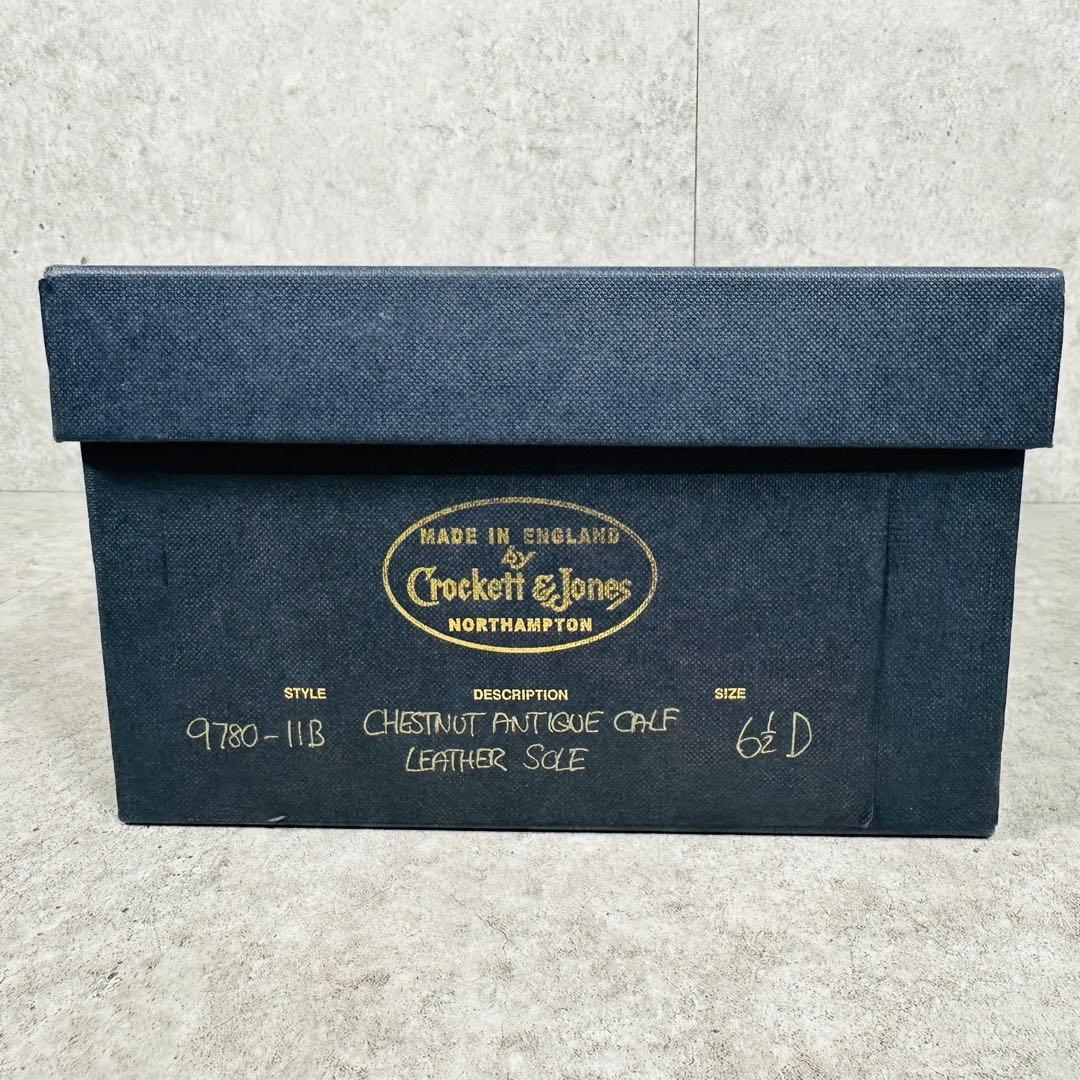 MADE IN ENGLAND
by
Crockett & Jones
NORTHAMPTON
STYLE DESCRIPTION SIZE
9780-11B CHESTNUT ANTIQUE CALF 6½ D
LEATHER SOLE